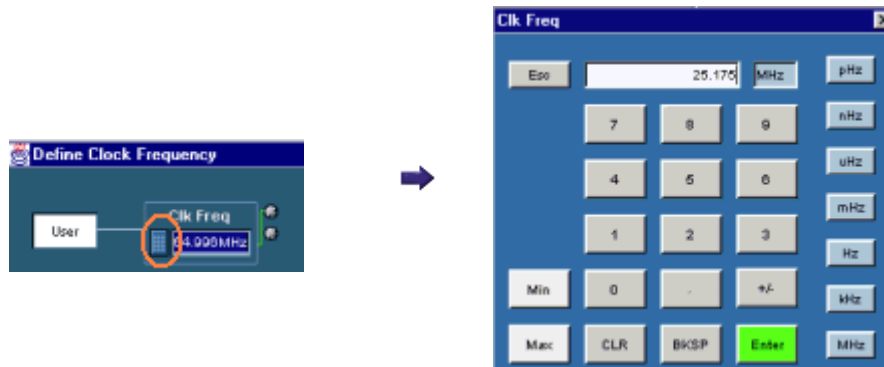 Define Clock Frequency
Clk Freq
User
64.996MHz
Clk Freq
Esc 25.175 MHz pHz
7 8 9 nHz
4 5 6 uHz
mHz
1 2 3
Hz
Min 0 . +/- kHz
Max CLR BKSP Enter MHz